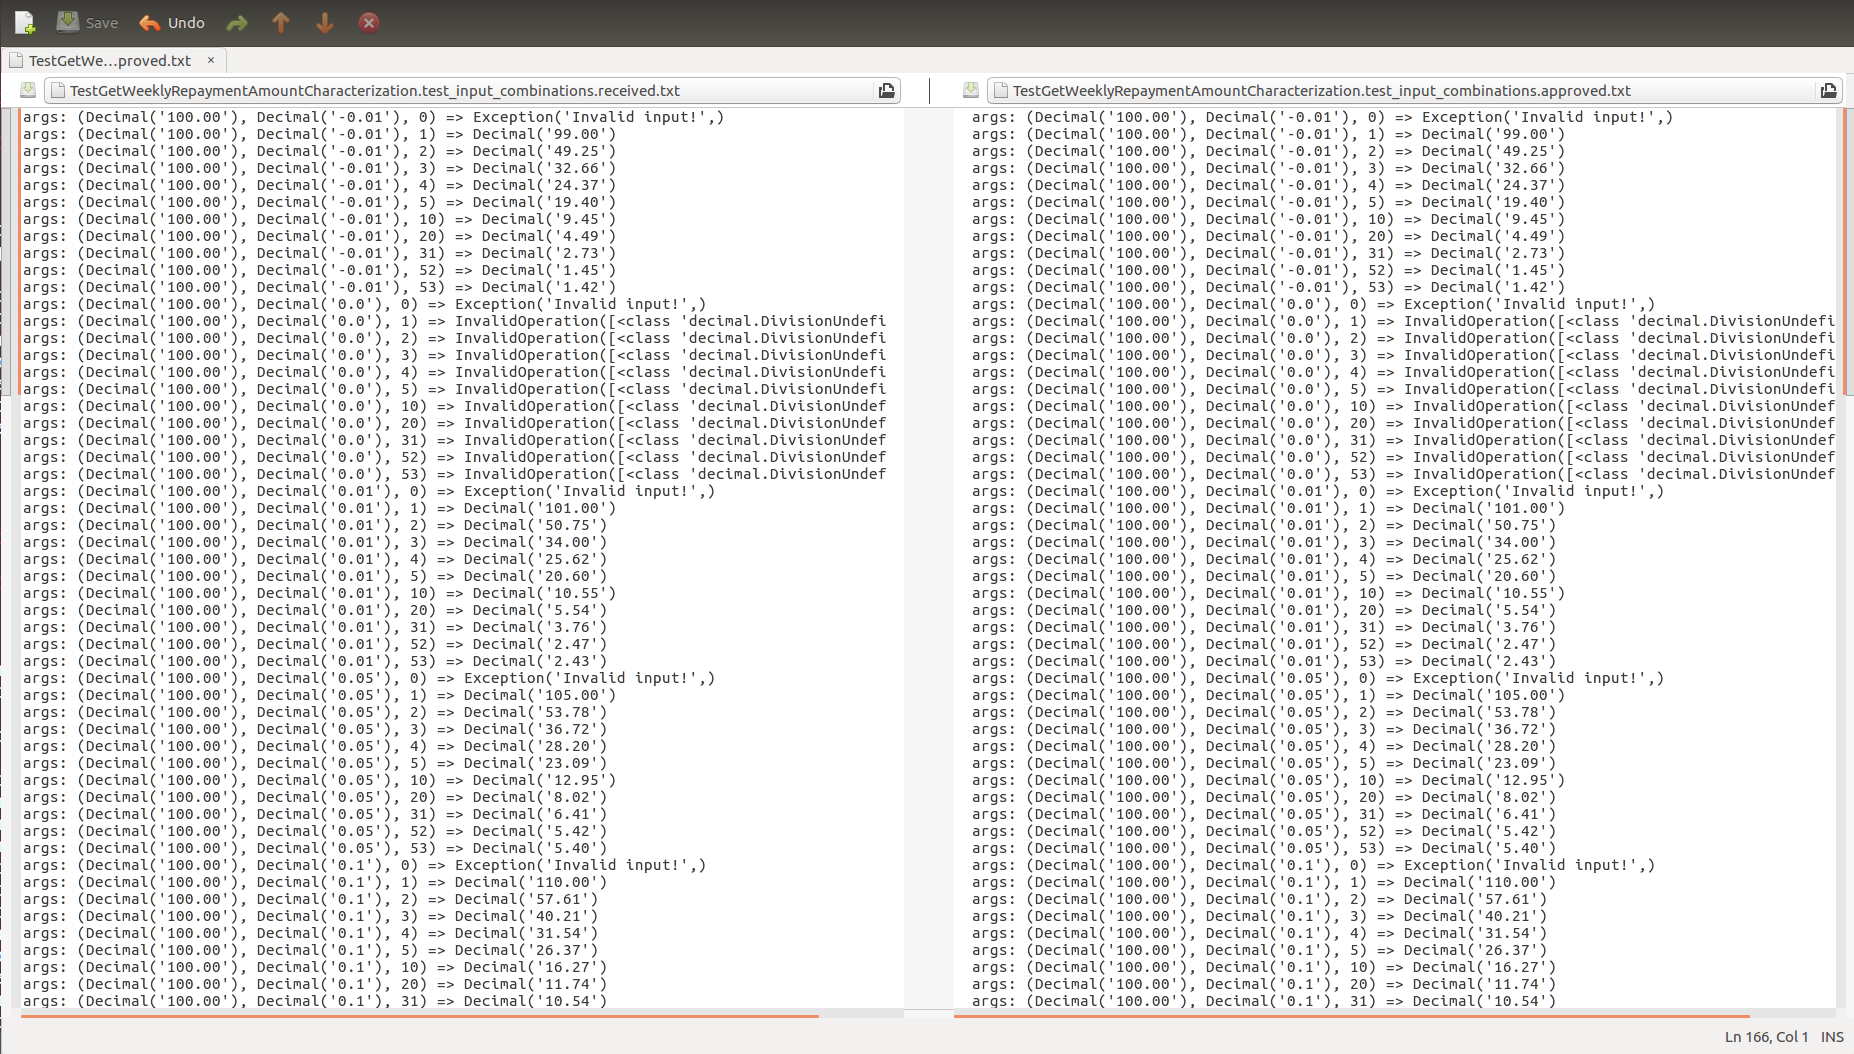 Save Undo
TestGetWe...proved.txt ×
TestGetWeeklyRepaymentAmountCharacterization.test_input_combinations.received.txt
args: (Decimal('100.00'), Decimal('-0.01'), 0) => Exception('Invalid input!',)
args: (Decimal('100.00'), Decimal('-0.01'), 1) => Decimal('99.00')
args: (Decimal('100.00'), Decimal('-0.01'), 2) => Decimal('49.25')
args: (Decimal('100.00'), Decimal('-0.01'), 3) => Decimal('32.66')
args: (Decimal('100.00'), Decimal('-0.01'), 4) => Decimal('24.37')
args: (Decimal('100.00'), Decimal('-0.01'), 5) => Decimal('19.40')
args: (Decimal('100.00'), Decimal('-0.01'), 10) => Decimal('9.45')
args: (Decimal('100.00'), Decimal('-0.01'), 20) => Decimal('4.49')
args: (Decimal('100.00'), Decimal('-0.01'), 31) => Decimal('2.73')
args: (Decimal('100.00'), Decimal('-0.01'), 52) => Decimal('1.45')
args: (Decimal('100.00'), Decimal('-0.01'), 53) => Decimal('1.42')
args: (Decimal('100.00'), Decimal('0.0'), 0) => Exception('Invalid input!',)
args: (Decimal('100.00'), Decimal('0.0'), 1) => InvalidOperation([<class 'decimal.DivisionUndefi
args: (Decimal('100.00'), Decimal('0.0'), 2) => InvalidOperation([<class 'decimal.DivisionUndefi
args: (Decimal('100.00'), Decimal('0.0'), 3) => InvalidOperation([<class 'decimal.DivisionUndefi
args: (Decimal('100.00'), Decimal('0.0'), 4) => InvalidOperation([<class 'decimal.DivisionUndefi
args: (Decimal('100.00'), Decimal('0.0'), 5) => InvalidOperation([<class 'decimal.DivisionUndefi
args: (Decimal('100.00'), Decimal('0.0'), 10) => InvalidOperation([<class 'decimal.DivisionUndef
args: (Decimal('100.00'), Decimal('0.0'), 20) => InvalidOperation([<class 'decimal.DivisionUndef
args: (Decimal('100.00'), Decimal('0.0'), 31) => InvalidOperation([<class 'decimal.DivisionUndef
args: (Decimal('100.00'), Decimal('0.0'), 52) => InvalidOperation([<class 'decimal.DivisionUndef
args: (Decimal('100.00'), Decimal('0.0'), 53) => InvalidOperation([<class 'decimal.DivisionUndef
args: (Decimal('100.00'), Decimal('0.01'), 0) => Exception('Invalid input!',)
args: (Decimal('100.00'), Decimal('0.01'), 1) => Decimal('101.00')
args: (Decimal('100.00'), Decimal('0.01'), 2) => Decimal('50.75')
args: (Decimal('100.00'), Decimal('0.01'), 3) => Decimal('34.00')
args: (Decimal('100.00'), Decimal('0.01'), 4) => Decimal('25.62')
args: (Decimal('100.00'), Decimal('0.01'), 5) => Decimal('20.60')
args: (Decimal('100.00'), Decimal('0.01'), 10) => Decimal('10.55')
args: (Decimal('100.00'), Decimal('0.01'), 20) => Decimal('5.54')
args: (Decimal('100.00'), Decimal('0.01'), 31) => Decimal('3.76')
args: (Decimal('100.00'), Decimal('0.01'), 52) => Decimal('2.47')
args: (Decimal('100.00'), Decimal('0.01'), 53) => Decimal('2.43')
args: (Decimal('100.00'), Decimal('0.05'), 0) => Exception('Invalid input!',)
args: (Decimal('100.00'), Decimal('0.05'), 1) => Decimal('105.00')
args: (Decimal('100.00'), Decimal('0.05'), 2) => Decimal('53.78')
args: (Decimal('100.00'), Decimal('0.05'), 3) => Decimal('36.72')
args: (Decimal('100.00'), Decimal('0.05'), 4) => Decimal('28.20')
args: (Decimal('100.00'), Decimal('0.05'), 5) => Decimal('23.09')
args: (Decimal('100.00'), Decimal('0.05'), 10) => Decimal('12.95')
args: (Decimal('100.00'), Decimal('0.05'), 20) => Decimal('8.02')
args: (Decimal('100.00'), Decimal('0.05'), 31) => Decimal('6.41')
args: (Decimal('100.00'), Decimal('0.05'), 52) => Decimal('5.42')
args: (Decimal('100.00'), Decimal('0.05'), 53) => Decimal('5.40')
args: (Decimal('100.00'), Decimal('0.1'), 0) => Exception('Invalid input!',)
args: (Decimal('100.00'), Decimal('0.1'), 1) => Decimal('110.00')
args: (Decimal('100.00'), Decimal('0.1'), 2) => Decimal('57.61')
args: (Decimal('100.00'), Decimal('0.1'), 3) => Decimal('40.21')
args: (Decimal('100.00'), Decimal('0.1'), 4) => Decimal('31.54')
args: (Decimal('100.00'), Decimal('0.1'), 5) => Decimal('26.37')
args: (Decimal('100.00'), Decimal('0.1'), 10) => Decimal('16.27')
args: (Decimal('100.00'), Decimal('0.1'), 20) => Decimal('11.74')
args: (Decimal('100.00'), Decimal('0.1'), 31) => Decimal('10.54')
TestGetWeeklyRepaymentAmountCharacterization.test_input_combinations.approved.txt
args: (Decimal('100.00'), Decimal('-0.01'), 0) => Exception('Invalid input!',)
args: (Decimal('100.00'), Decimal('-0.01'), 1) => Decimal('99.00')
args: (Decimal('100.00'), Decimal('-0.01'), 2) => Decimal('49.25')
args: (Decimal('100.00'), Decimal('-0.01'), 3) => Decimal('32.66')
args: (Decimal('100.00'), Decimal('-0.01'), 4) => Decimal('24.37')
args: (Decimal('100.00'), Decimal('-0.01'), 5) => Decimal('19.40')
args: (Decimal('100.00'), Decimal('-0.01'), 10) => Decimal('9.45')
args: (Decimal('100.00'), Decimal('-0.01'), 20) => Decimal('4.49')
args: (Decimal('100.00'), Decimal('-0.01'), 31) => Decimal('2.73')
args: (Decimal('100.00'), Decimal('-0.01'), 52) => Decimal('1.45')
args: (Decimal('100.00'), Decimal('-0.01'), 53) => Decimal('1.42')
args: (Decimal('100.00'), Decimal('0.0'), 0) => Exception('Invalid input!',)
args: (Decimal('100.00'), Decimal('0.0'), 1) => InvalidOperation([<class 'decimal.DivisionUndefi
args: (Decimal('100.00'), Decimal('0.0'), 2) => InvalidOperation([<class 'decimal.DivisionUndefi
args: (Decimal('100.00'), Decimal('0.0'), 3) => InvalidOperation([<class 'decimal.DivisionUndefi
args: (Decimal('100.00'), Decimal('0.0'), 4) => InvalidOperation([<class 'decimal.DivisionUndefi
args: (Decimal('100.00'), Decimal('0.0'), 5) => InvalidOperation([<class 'decimal.DivisionUndefi
args: (Decimal('100.00'), Decimal('0.0'), 10) => InvalidOperation([<class 'decimal.DivisionUndef
args: (Decimal('100.00'), Decimal('0.0'), 20) => InvalidOperation([<class 'decimal.DivisionUndef
args: (Decimal('100.00'), Decimal('0.0'), 31) => InvalidOperation([<class 'decimal.DivisionUndef
args: (Decimal('100.00'), Decimal('0.0'), 52) => InvalidOperation([<class 'decimal.DivisionUndef
args: (Decimal('100.00'), Decimal('0.0'), 53) => InvalidOperation([<class 'decimal.DivisionUndef
args: (Decimal('100.00'), Decimal('0.01'), 0) => Exception('Invalid input!',)
args: (Decimal('100.00'), Decimal('0.01'), 1) => Decimal('101.00')
args: (Decimal('100.00'), Decimal('0.01'), 2) => Decimal('50.75')
args: (Decimal('100.00'), Decimal('0.01'), 3) => Decimal('34.00')
args: (Decimal('100.00'), Decimal('0.01'), 4) => Decimal('25.62')
args: (Decimal('100.00'), Decimal('0.01'), 5) => Decimal('20.60')
args: (Decimal('100.00'), Decimal('0.01'), 10) => Decimal('10.55')
args: (Decimal('100.00'), Decimal('0.01'), 20) => Decimal('5.54')
args: (Decimal('100.00'), Decimal('0.01'), 31) => Decimal('3.76')
args: (Decimal('100.00'), Decimal('0.01'), 52) => Decimal('2.47')
args: (Decimal('100.00'), Decimal('0.01'), 53) => Decimal('2.43')
args: (Decimal('100.00'), Decimal('0.05'), 0) => Exception('Invalid input!',)
args: (Decimal('100.00'), Decimal('0.05'), 1) => Decimal('105.00')
args: (Decimal('100.00'), Decimal('0.05'), 2) => Decimal('53.78')
args: (Decimal('100.00'), Decimal('0.05'), 3) => Decimal('36.72')
args: (Decimal('100.00'), Decimal('0.05'), 4) => Decimal('28.20')
args: (Decimal('100.00'), Decimal('0.05'), 5) => Decimal('23.09')
args: (Decimal('100.00'), Decimal('0.05'), 10) => Decimal('12.95')
args: (Decimal('100.00'), Decimal('0.05'), 20) => Decimal('8.02')
args: (Decimal('100.00'), Decimal('0.05'), 31) => Decimal('6.41')
args: (Decimal('100.00'), Decimal('0.05'), 52) => Decimal('5.42')
args: (Decimal('100.00'), Decimal('0.05'), 53) => Decimal('5.40')
args: (Decimal('100.00'), Decimal('0.1'), 0) => Exception('Invalid input!',)
args: (Decimal('100.00'), Decimal('0.1'), 1) => Decimal('110.00')
args: (Decimal('100.00'), Decimal('0.1'), 2) => Decimal('57.61')
args: (Decimal('100.00'), Decimal('0.1'), 3) => Decimal('40.21')
args: (Decimal('100.00'), Decimal('0.1'), 4) => Decimal('31.54')
args: (Decimal('100.00'), Decimal('0.1'), 5) => Decimal('26.37')
args: (Decimal('100.00'), Decimal('0.1'), 10) => Decimal('16.27')
args: (Decimal('100.00'), Decimal('0.1'), 20) => Decimal('11.74')
args: (Decimal('100.00'), Decimal('0.1'), 31) => Decimal('10.54')
Ln 166, Col 1 INS